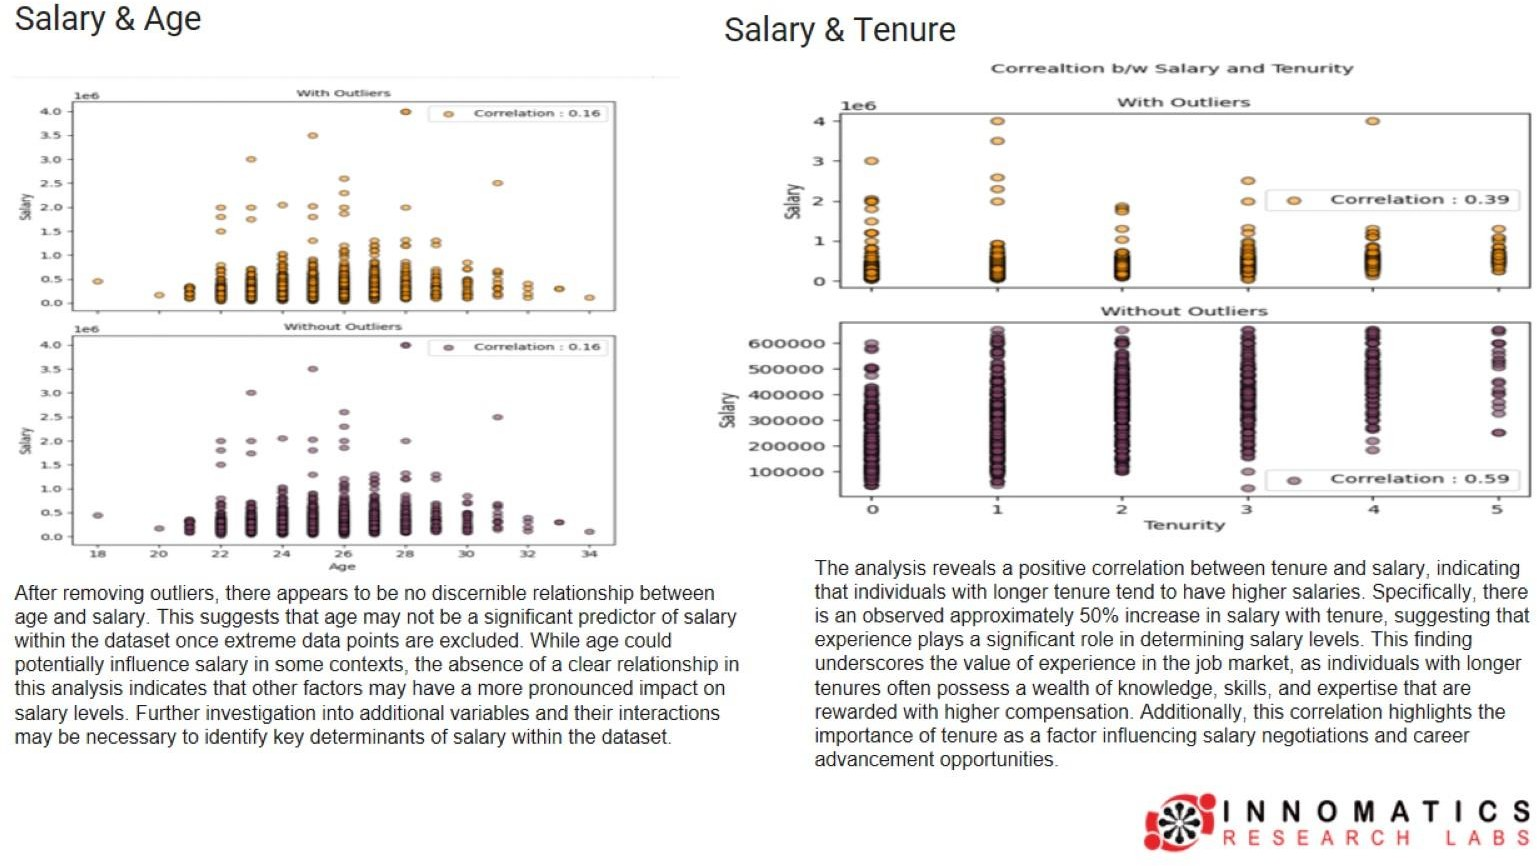 Salary & Age
1e6
With Outliers
Correlation : 0.16
4.0
3.5
3.0
2.5
2.0
1.5
1.0
0.5
0.0
Salary
1e6
Without Outliers
Correlation : 0.16
4.0
3.5
3.0
2.5
2.0
1.5
1.0
0.5
0.0
Salary
18 20 22 24 26 28 30 32 34
Age
After removing outliers, there appears to be no discernible relationship between
age and salary. This suggests that age may not be a significant predictor of salary
within the dataset once extreme data points are excluded. While age could
potentially influence salary in some contexts, the absence of a clear relationship in
this analysis indicates that other factors may have a more pronounced impact on
salary levels. Further investigation into additional variables and their interactions
may be necessary to identify key determinants of salary within the dataset.
Salary & Tenure
Correaltion b/w Salary and Tenurity
1e6
With Outliers
4
3
2
1
0
Salary
Correlation : 0.39
Without Outliers
600000
500000
400000
300000
200000
100000
Salary
Correlation : 0.59
0 1 2 3 4 5
Tenurity
The analysis reveals a positive correlation between tenure and salary, indicating
that individuals with longer tenure tend to have higher salaries. Specifically, there
is an observed approximately 50% increase in salary with tenure, suggesting that
experience plays a significant role in determining salary levels. This finding
underscores the value of experience in the job market, as individuals with longer
tenures often possess a wealth of knowledge, skills, and expertise that are
rewarded with higher compensation. Additionally, this correlation highlights the
importance of tenure as a factor influencing salary negotiations and career
advancement opportunities.
INNOMATICS
RESEARCH LABS